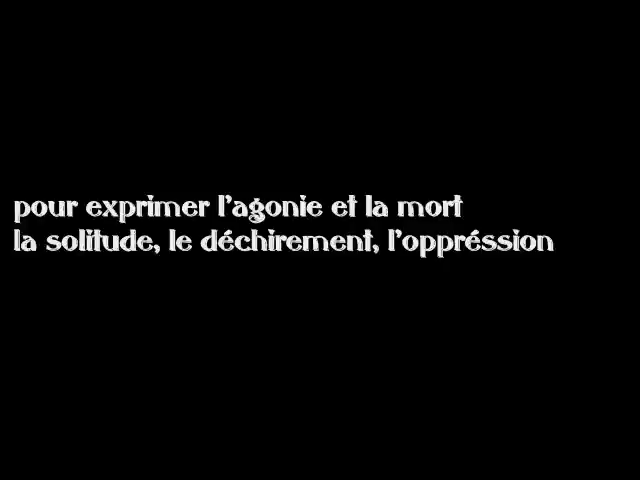 pour exprimer l'agonie et la mort
la solitude, le déchirement, l'oppréssion